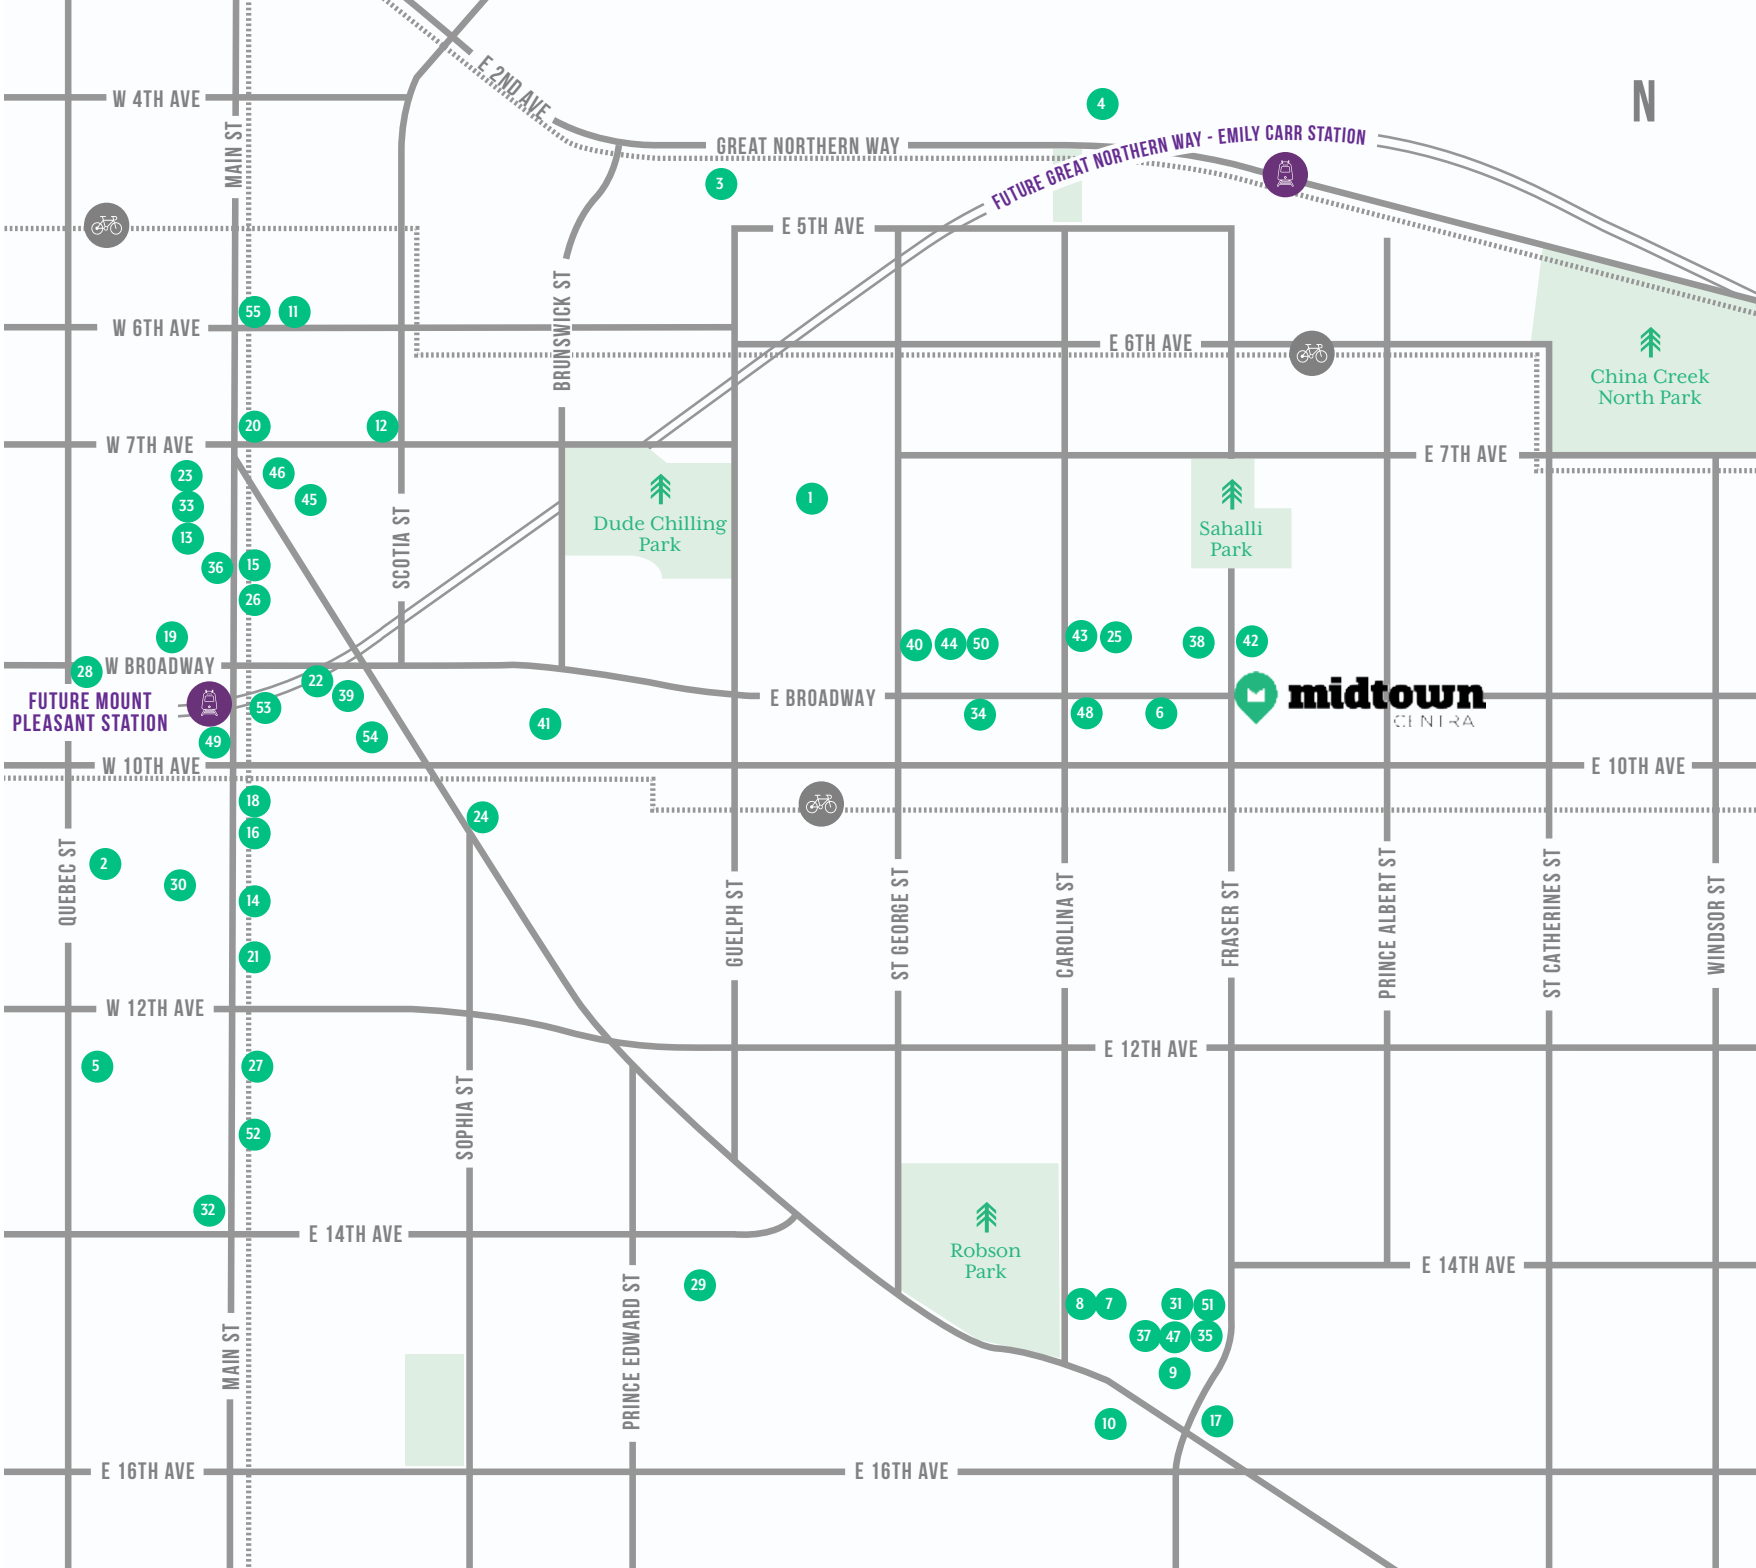 N
E 2ND AVE
W 4TH AVE
4
MAIN ST
GREAT NORTHERN WAY
FUTURE GREAT NORTHERN WAY - EMILY CARR STATION
3
E 5TH AVE
55
11
W 6TH AVE
BRUNSWICK ST
E 6TH AVE
China Creek
North Park
20
12
W 7TH AVE
E 7TH AVE
23
46
33
45
13
36
15
26
SCOTIA ST
Dude Chilling
Park
1
Sahalli
Park
19
40
44
50
43
25
38
42
28
W BROADWAY
22
39
E BROADWAY
midtown
CENTRAL
FUTURE MOUNT
PLEASANT STATION
53
49
54
41
34
48
6
W 10TH AVE
E 10TH AVE
18
16
24
2
30
14
21
QUEBEC ST
GUELPH ST
ST GEORGE ST
CAROLINA ST
FRASER ST
PRINCE ALBERT ST
ST CATHERINES ST
WINDSOR ST
W 12TH AVE
E 12TH AVE
5
27
52
SOPHIA ST
32
E 14TH AVE
Robson
Park
E 14TH AVE
29
8
7
31
51
37
47
35
9
MAIN ST
PRINCE EDWARD ST
10
17
E 16TH AVE
E 16TH AVE